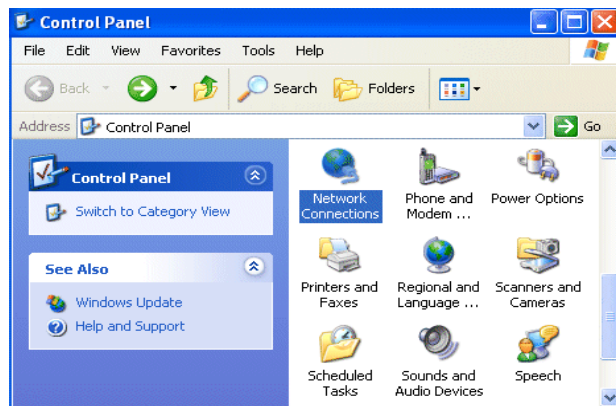 Control Panel
File Edit View Favorites Tools Help
Back Search Folders
Address Control Panel Go
Control Panel
Switch to Category View
See Also
Windows Update
Help and Support
Network
Connections
Phone and
Modem ...
Power Options
Printers and
Faxes
Regional and
Language ...
Scanners and
Cameras
Scheduled
Tasks
Sounds and
Audio Devices
Speech